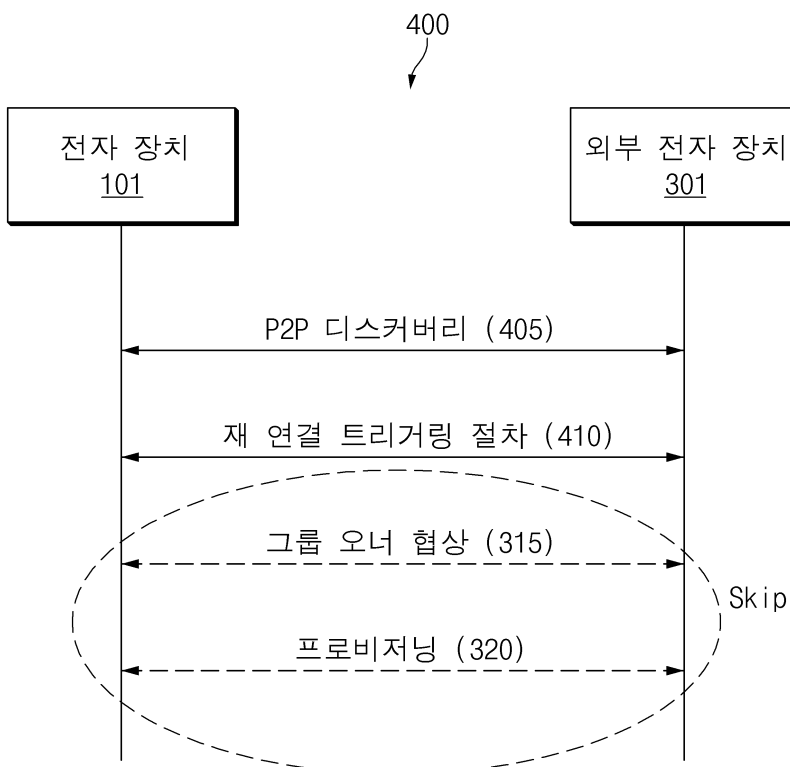 400
전자 장치
101
외부 전자 장치
301
P2P 디스커버리 (405)
재 연결 트리거링 절차 (410)
그룹 오너 협상 (315)
Skip
프로비저닝 (320)